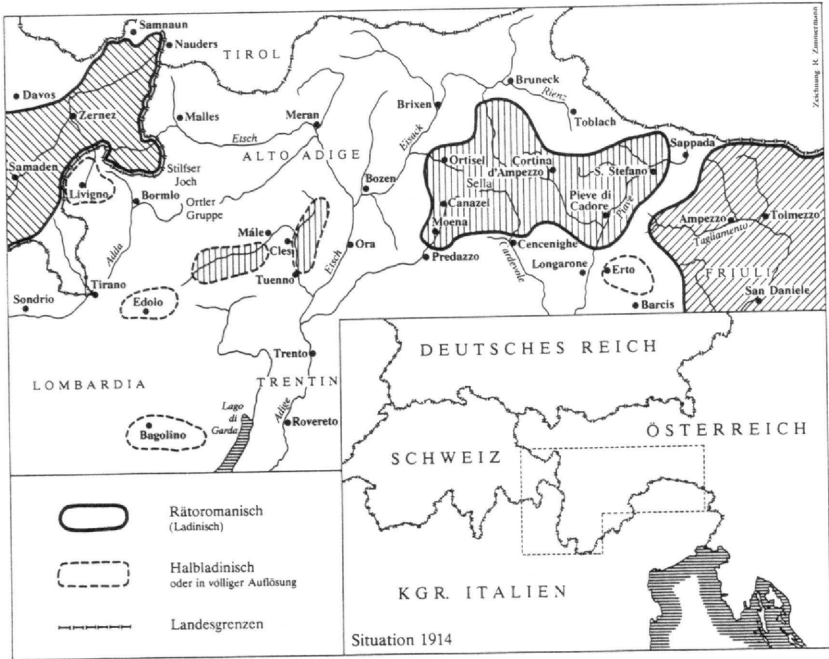 Samnaun
Nauders
TIROL
Davos
Zernez
Malles
Meran
Etsch
ALTO ADIGE
Brixen
Eisack
Bruneck
Rienz
Toblach
Sappada
Samaden
Stilfser
Joch
Livigno
Bormio
Ortler
Gruppe
Bozen
Ortisei
Sella
Cortina
d'Ampezzo
S. Stefano
Canazei
Moena
Pieve di
Cadore
Piave
Ampezzo
Tolmezzo
Tagliamento
FRIULI
San Daniele
Adda
Mále
Cles
Tuenno
Ora
Etsch
Predazzo
Cencenighe
Cordevole
Longarone
Erto
Barcis
Sondrio
Tirano
Edolo
Trento
TRENTIN
LOMBARDIA
Lago
di
Garda
Adige
Rovereto
Bagolino
Zeichnung R. Zimmermann
DEUTSCHES REICH
ÖSTERREICH
SCHWEIZ
KGR. ITALIEN
Situation 1914
Rätoromanisch
(Ladinisch)
Halbladinisch
oder in völliger Auflösung
Landesgrenzen